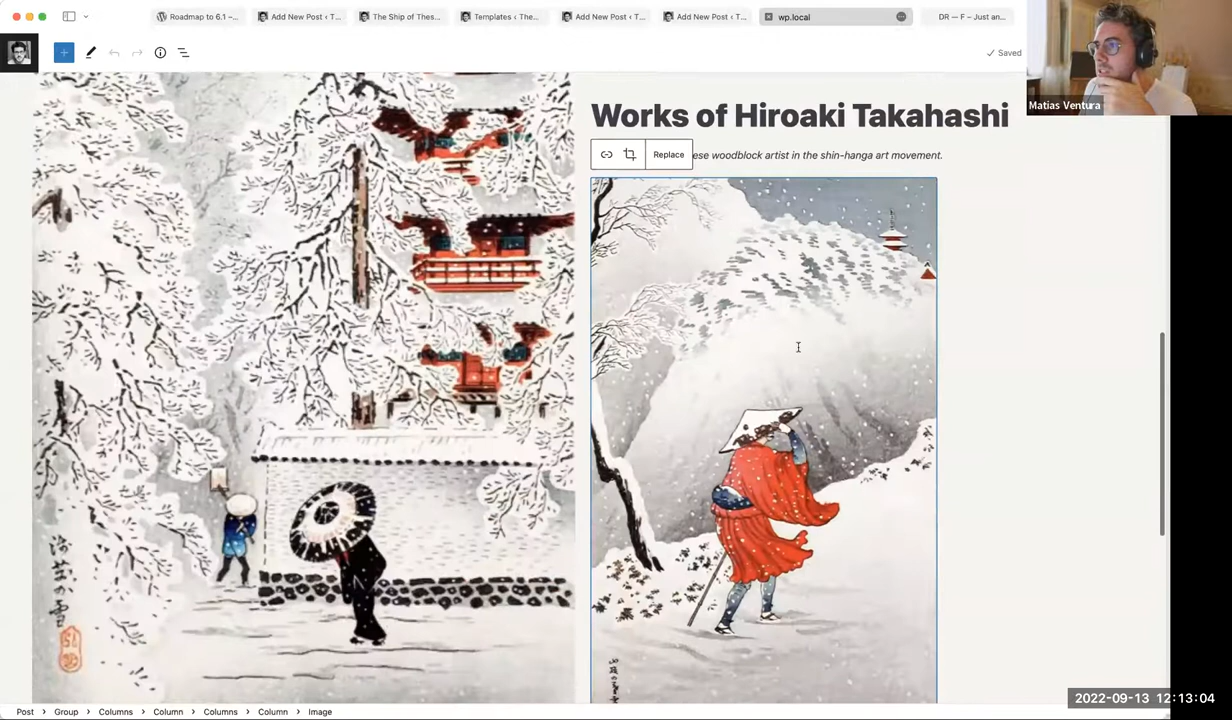 Roadmap to 6.1 –...
Add New Post ‹ T...
The Ship of Thes...
Templates ‹ The...
Add New Post ‹ T...
Add New Post ‹ T...
wp.local
DR — F – Just an...
Saved
Matias Ventura
Works of Hiroaki Takahashi
Replace
ese woodblock artist in the shin-hanga art movement.
Post > Group > Columns > Column > Columns > Column > Image
2022-09-13 12:13:04